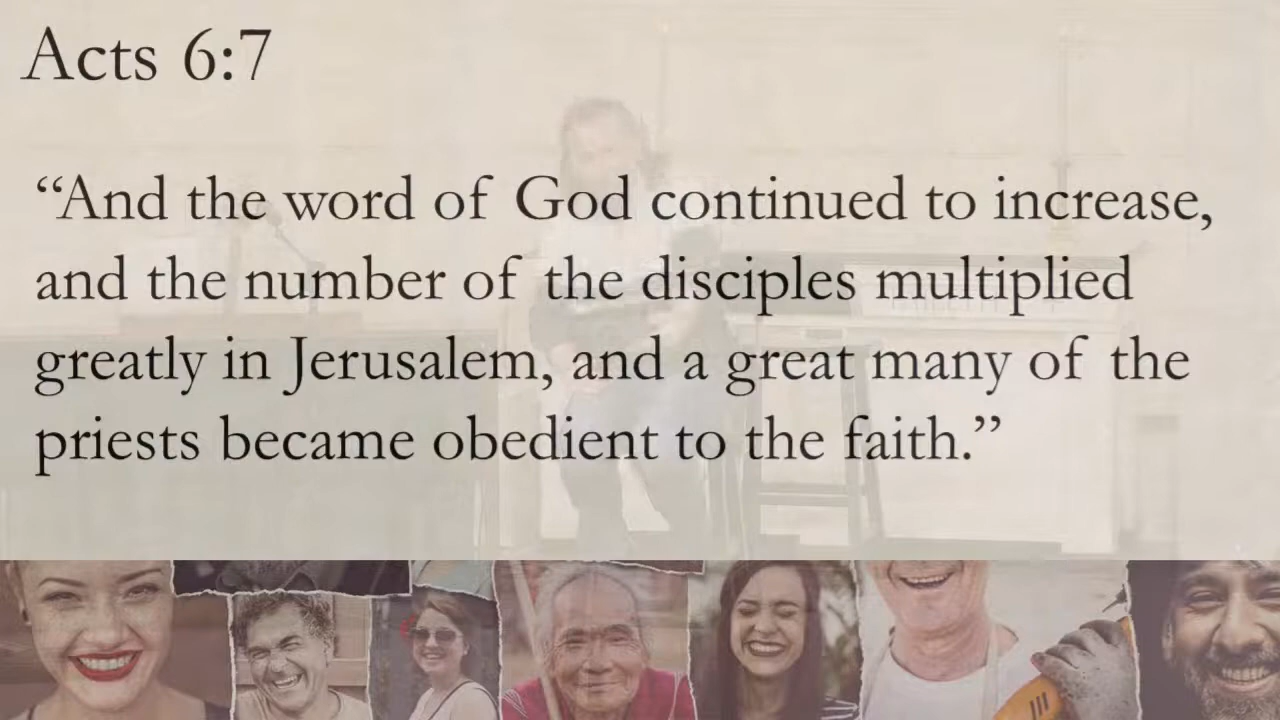 Acts 6:7
“And the word of God continued to increase,
and the number of the disciples multiplied
greatly in Jerusalem, and a great many of the
priests became obedient to the faith.”